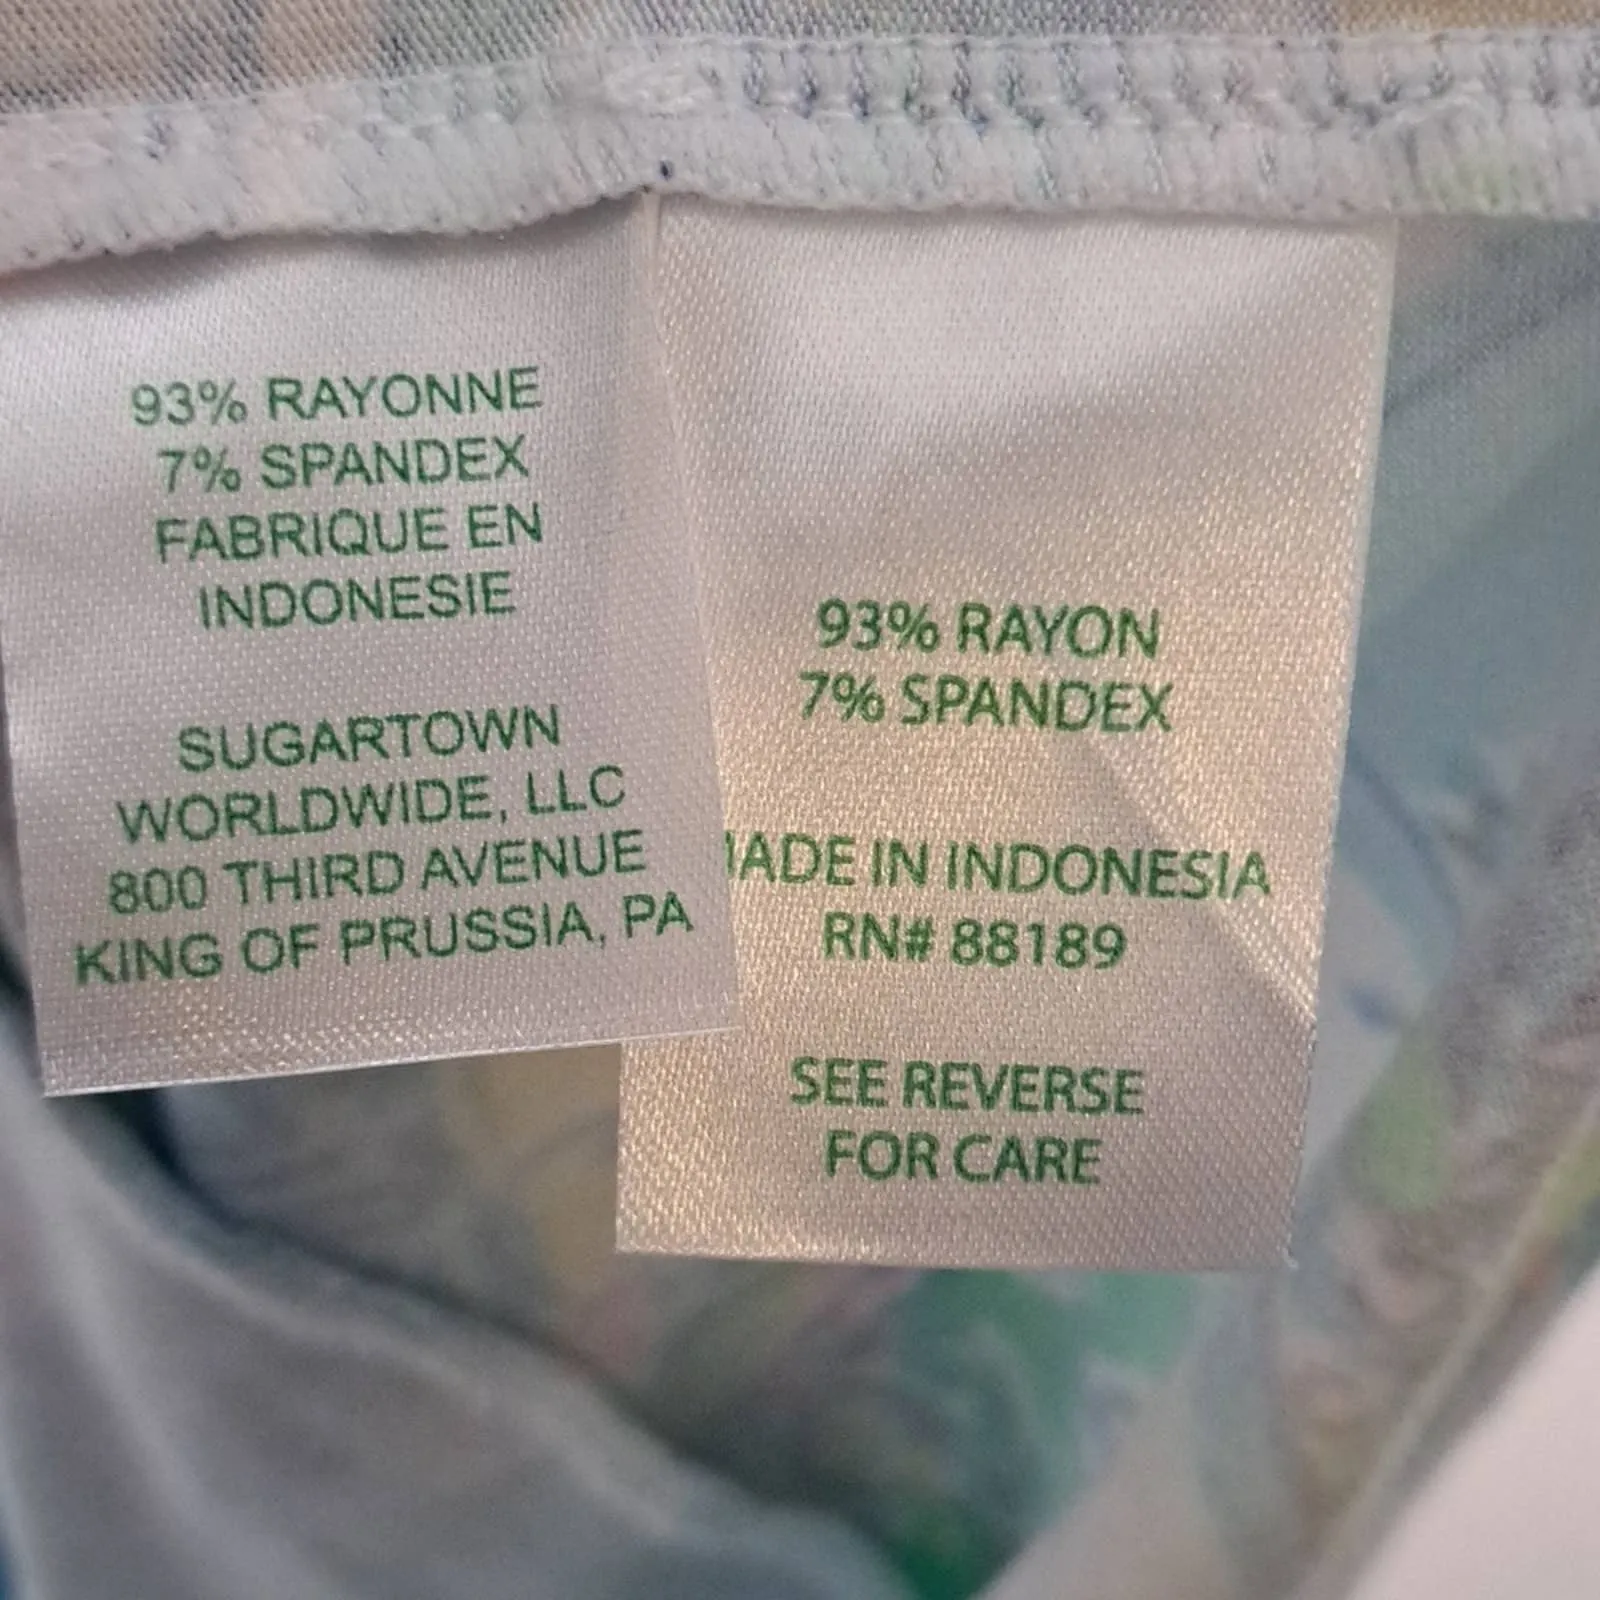 93% RAYONNE
7% SPANDEX
FABRIQUE EN
INDONESIE
SUGARTOWN
WORLDWIDE, LLC
800 THIRD AVENUE
KING OF PRUSSIA, PA
93% RAYON
7% SPANDEX
IN INDONESIA
RN# 88189
SEE REVERSE
FOR CARE